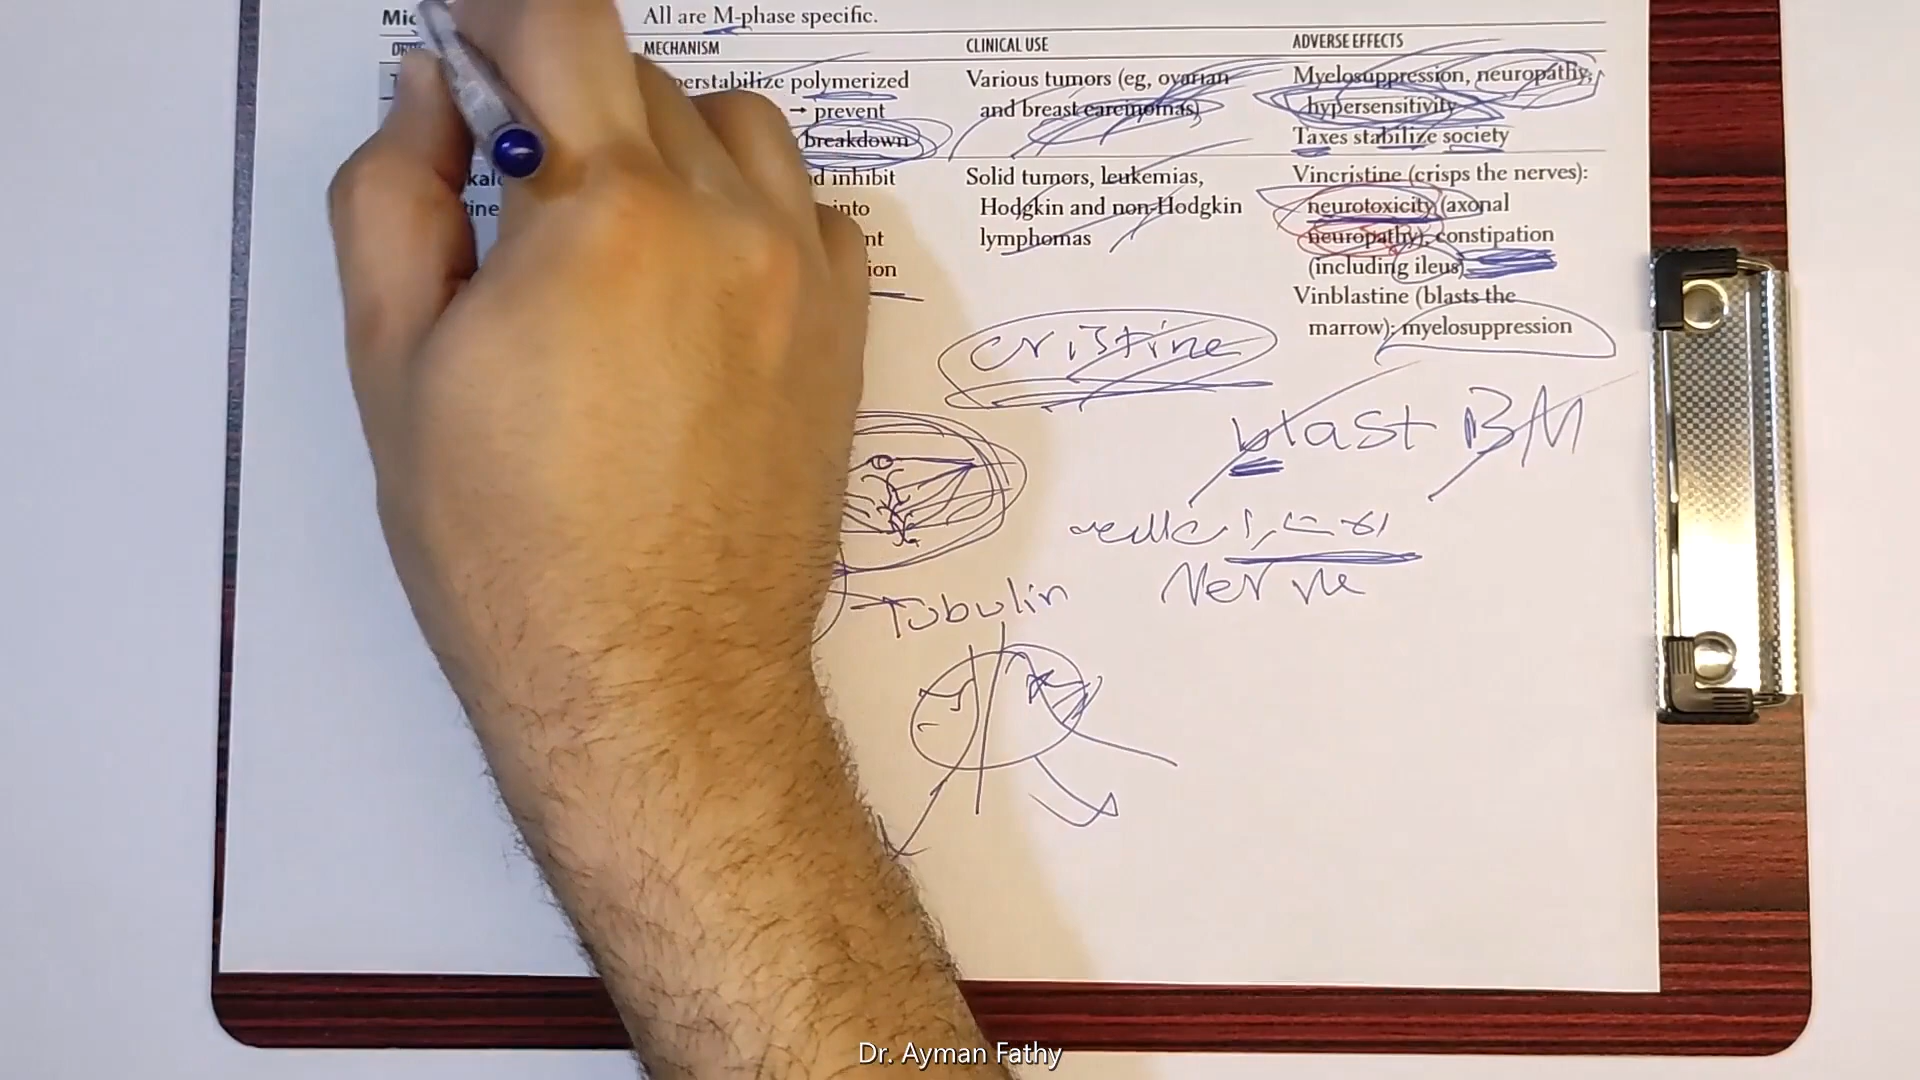 All are M-phase specific.
MECHANISM CLINICAL USE ADVERSE EFFECTS
perstabilize polymerized
→ prevent
breakdown
Various tumors (eg, ovarian
and breast carcinomas)
Myelosuppression, neuropathy,
hypersensitivity
Taxes stabilize society
d inhibit
into
nt
ion
Solid tumors, leukemias,
Hodgkin and non-Hodgkin
lymphomas
Vincristine (crisps the nerves):
neurotoxicity (axonal
neuropathy), constipation
(including ileus)
Vinblastine (blasts the
marrow): myelosuppression
cristine
blast BM
Nerve
Tubulin
Dr. Ayman Fathy